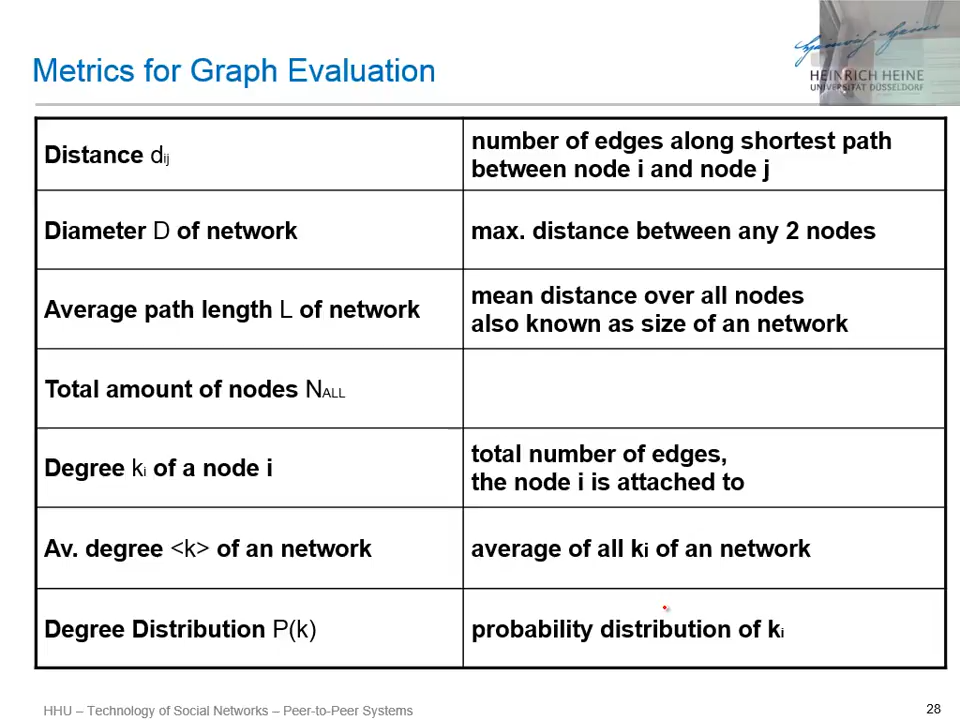 Metrics for Graph Evaluation
Heinrich Heine
HEINRICH HEINE
UNIVERSITÄT DÜSSELDORF
Distance dij
number of edges along shortest path
between node i and node j
Diameter D of network
max. distance between any 2 nodes
Average path length L of network
mean distance over all nodes
also known as size of an network
Total amount of nodes NALL
Degree ki of a node i
total number of edges,
the node i is attached to
Av. degree <k> of an network
average of all ki of an network
Degree Distribution P(k)
probability distribution of ki
HHU – Technology of Social Networks – Peer-to-Peer Systems
28